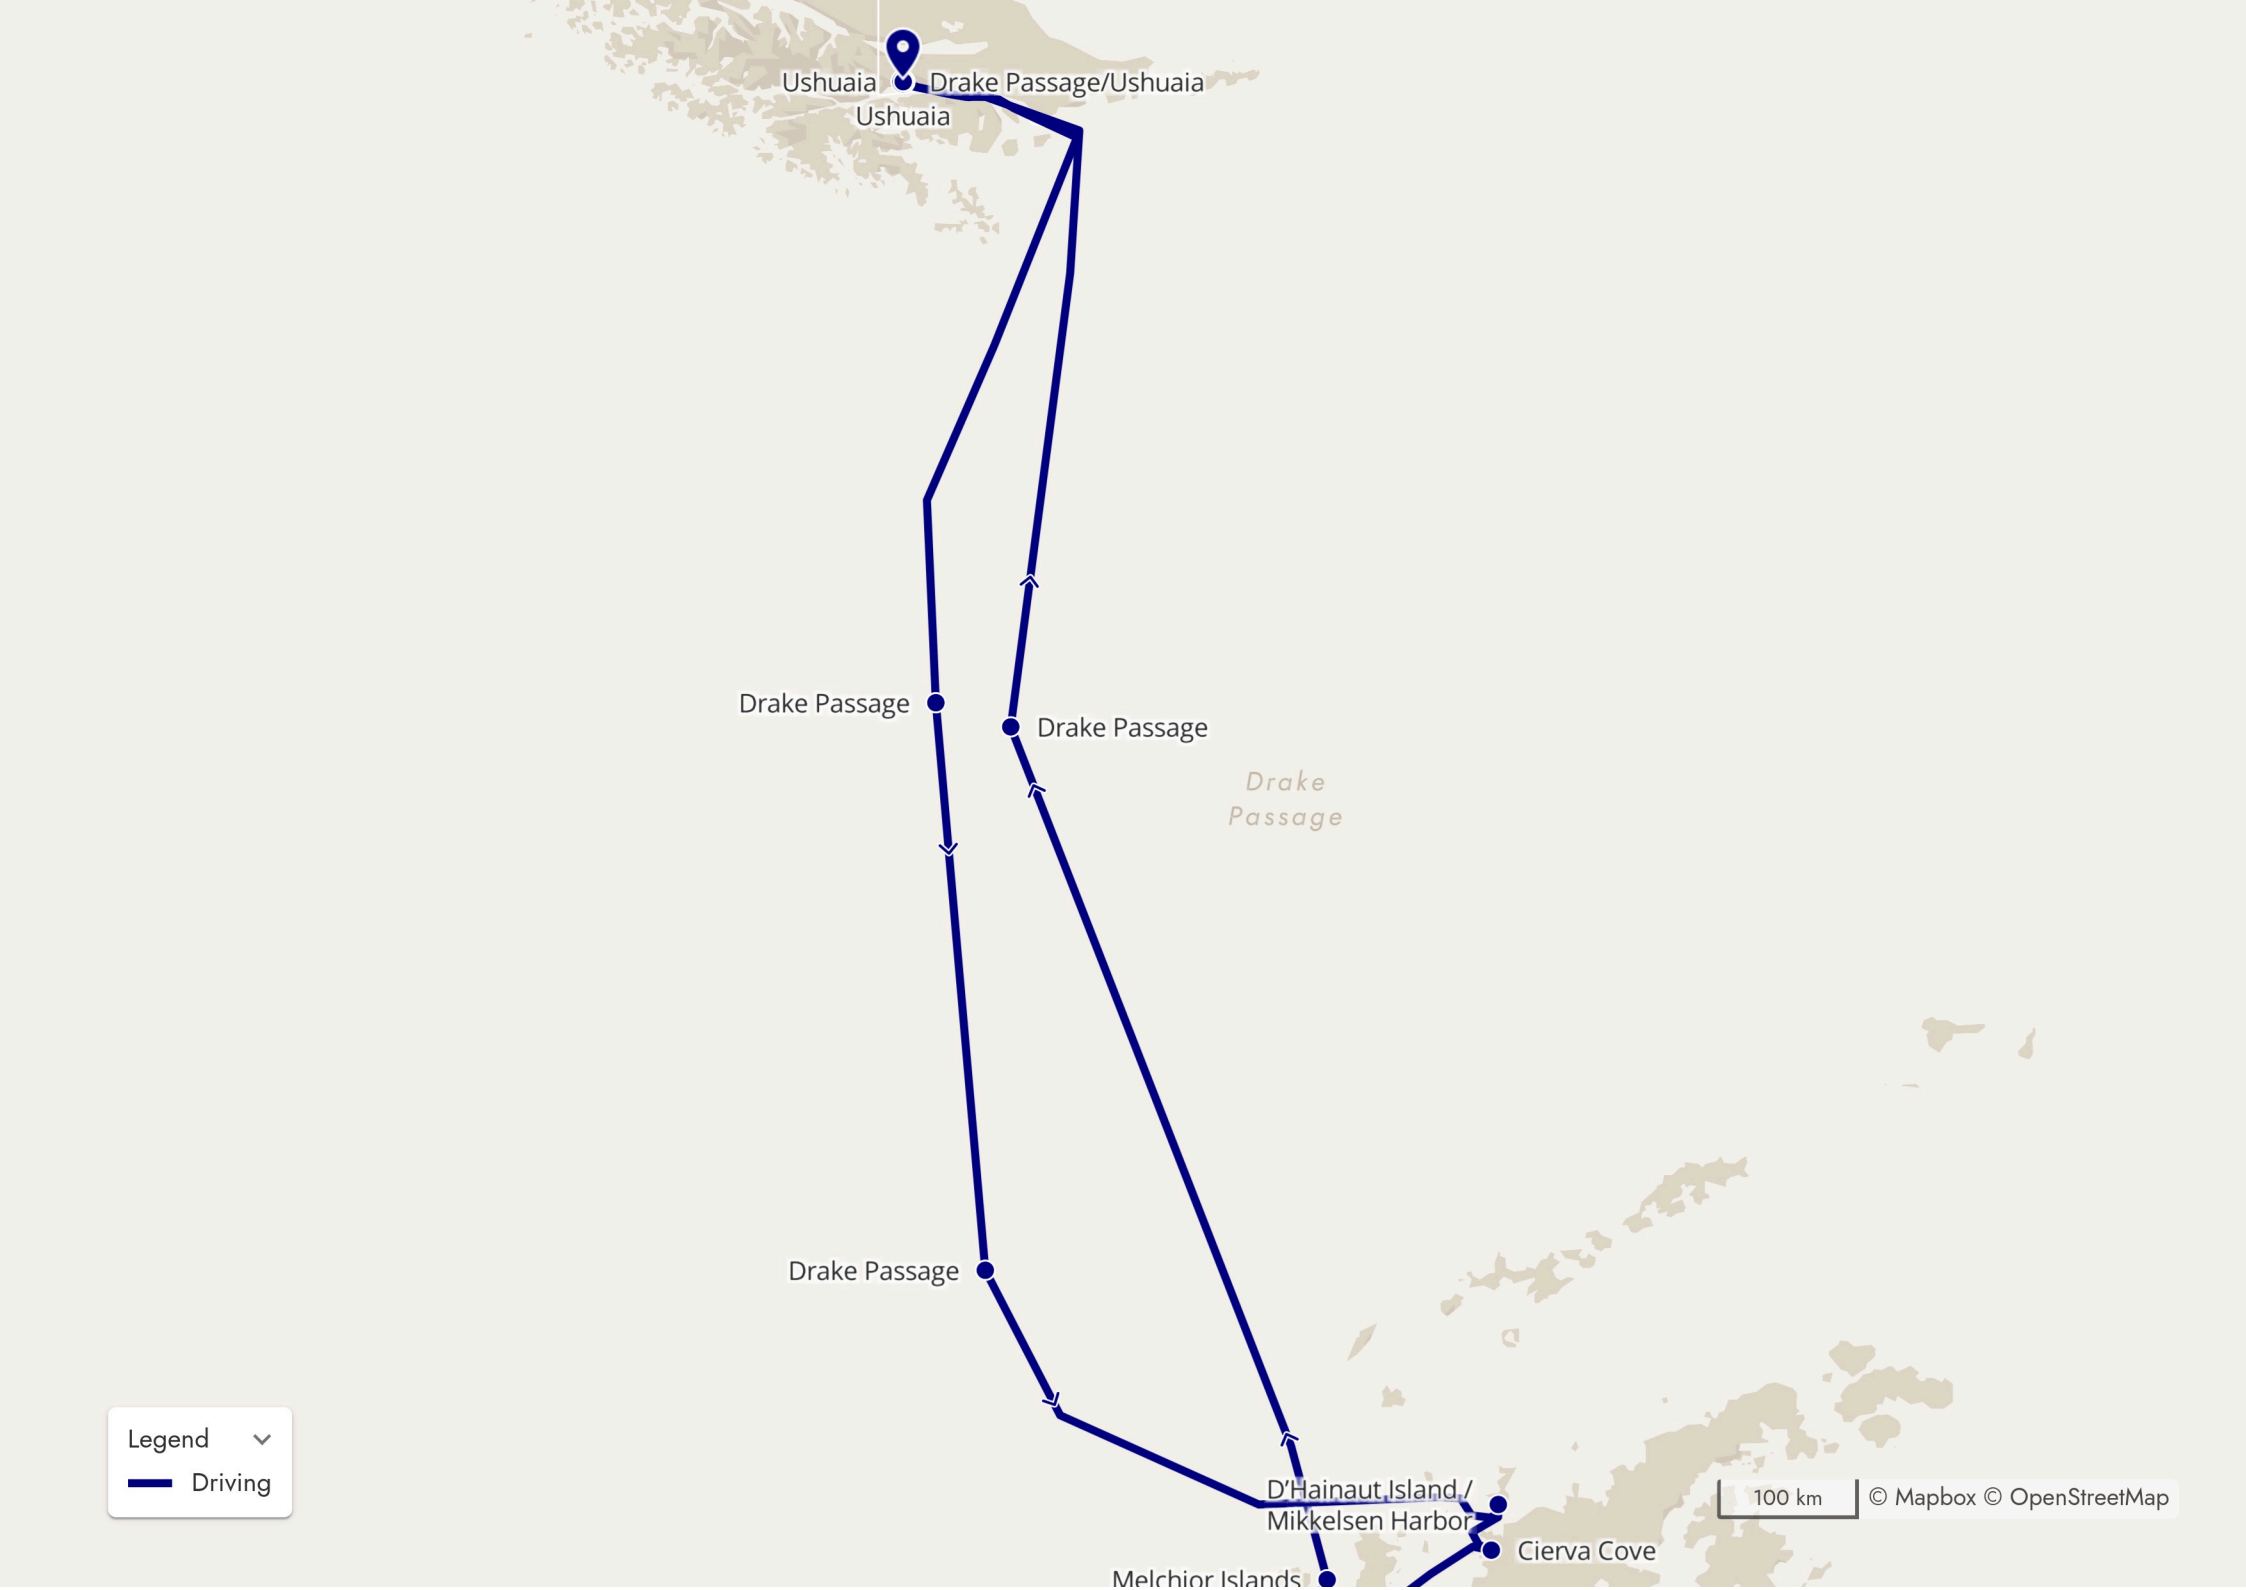 Ushuaia
Drake Passage/Ushuaia
Ushuaia
Drake Passage
Drake Passage
Drake
Passage
Drake Passage
D’Hainaut Island /
Mikkelsen Harbor
Cierva Cove
Melchior Islands
Legend
Driving
100 km
© Mapbox © OpenStreetMap